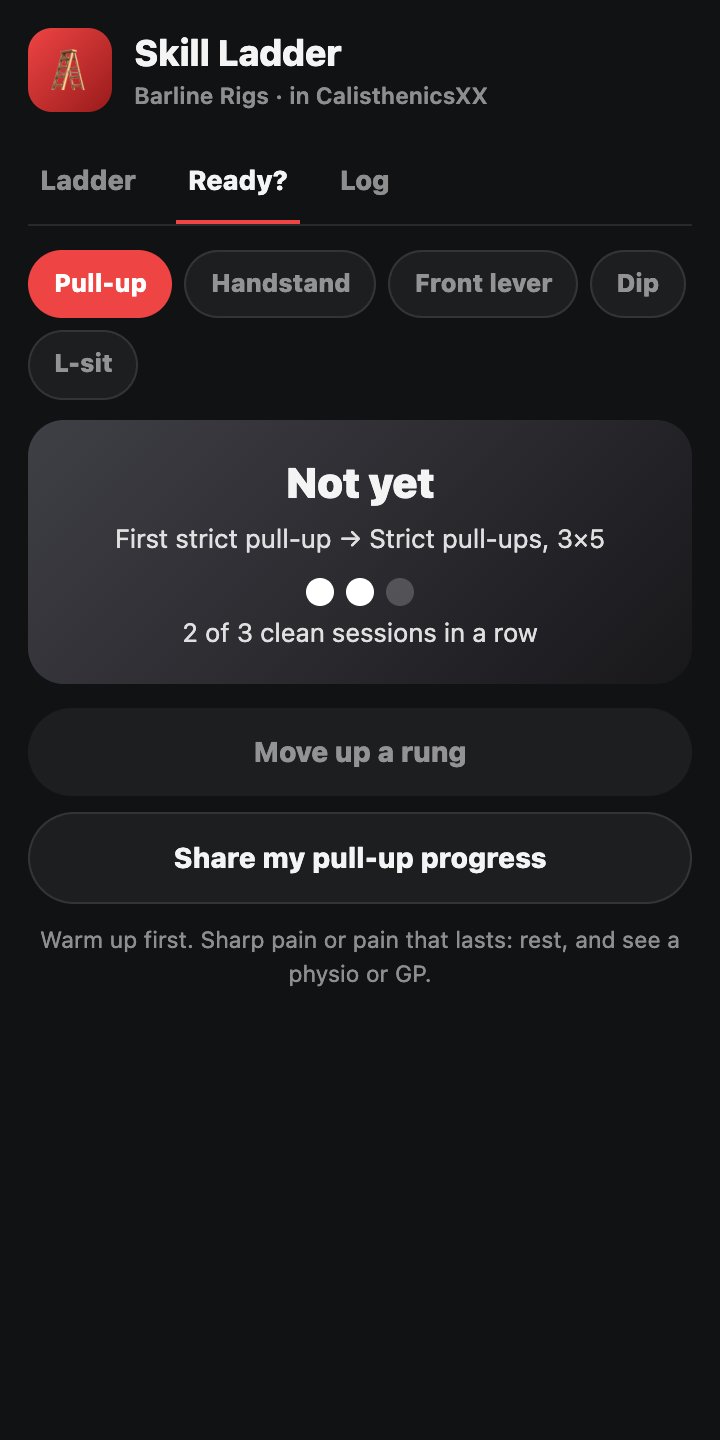 Skill Ladder
Barline Rigs · in CalisthenicsXX
Ladder
Ready?
Log
Pull-up
Handstand
Front lever
Dip
L-sit
Not yet
First strict pull-up → Strict pull-ups, 3×5
2 of 3 clean sessions in a row
Move up a rung
Share my pull-up progress
Warm up first. Sharp pain or pain that lasts: rest, and see a
physio or GP.